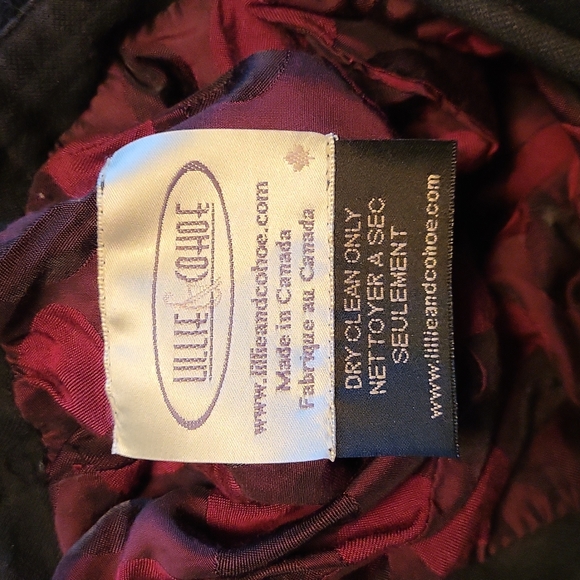 LILLIE & COHOE
www.lillieandcohoe.com
Made in Canada
Fabrique au Canada
DRY CLEAN ONLY
NETTOYER A SEC
SEULEMENT
www.lillieandcohoe.com